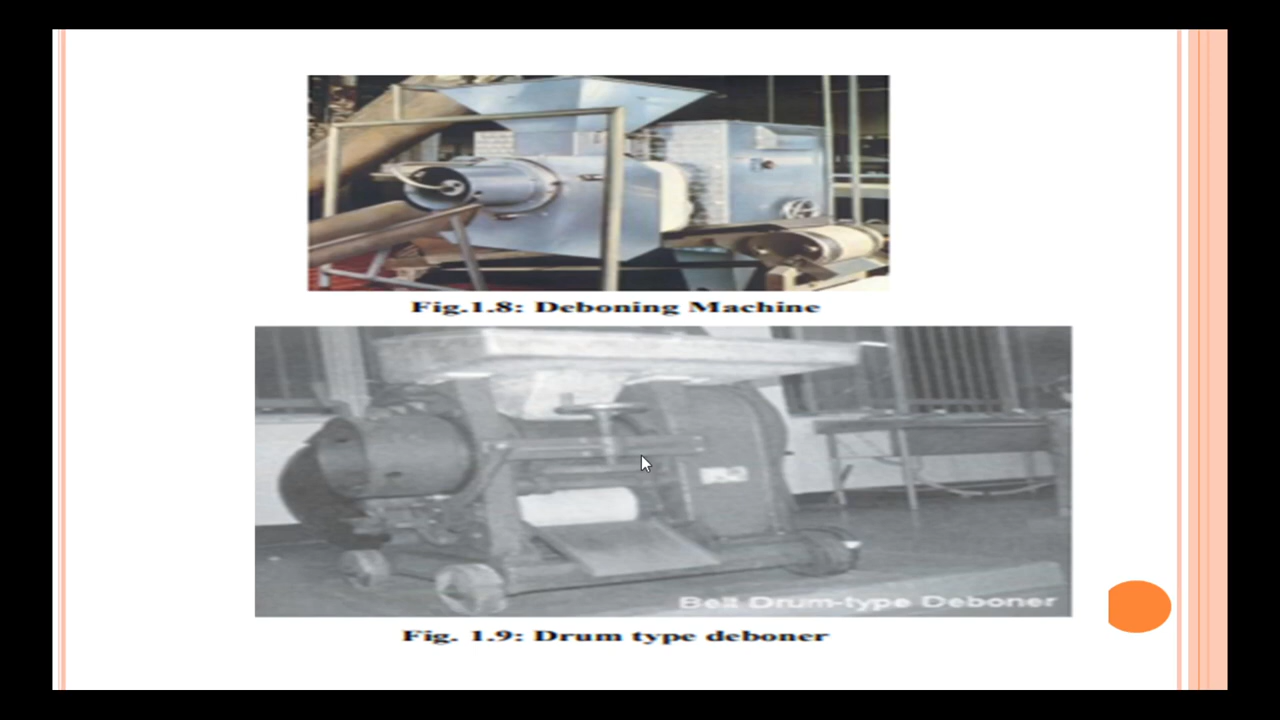 Fig.1.8: Deboning Machine
Belt Drum-type Deboner
Fig. 1.9: Drum type deboner